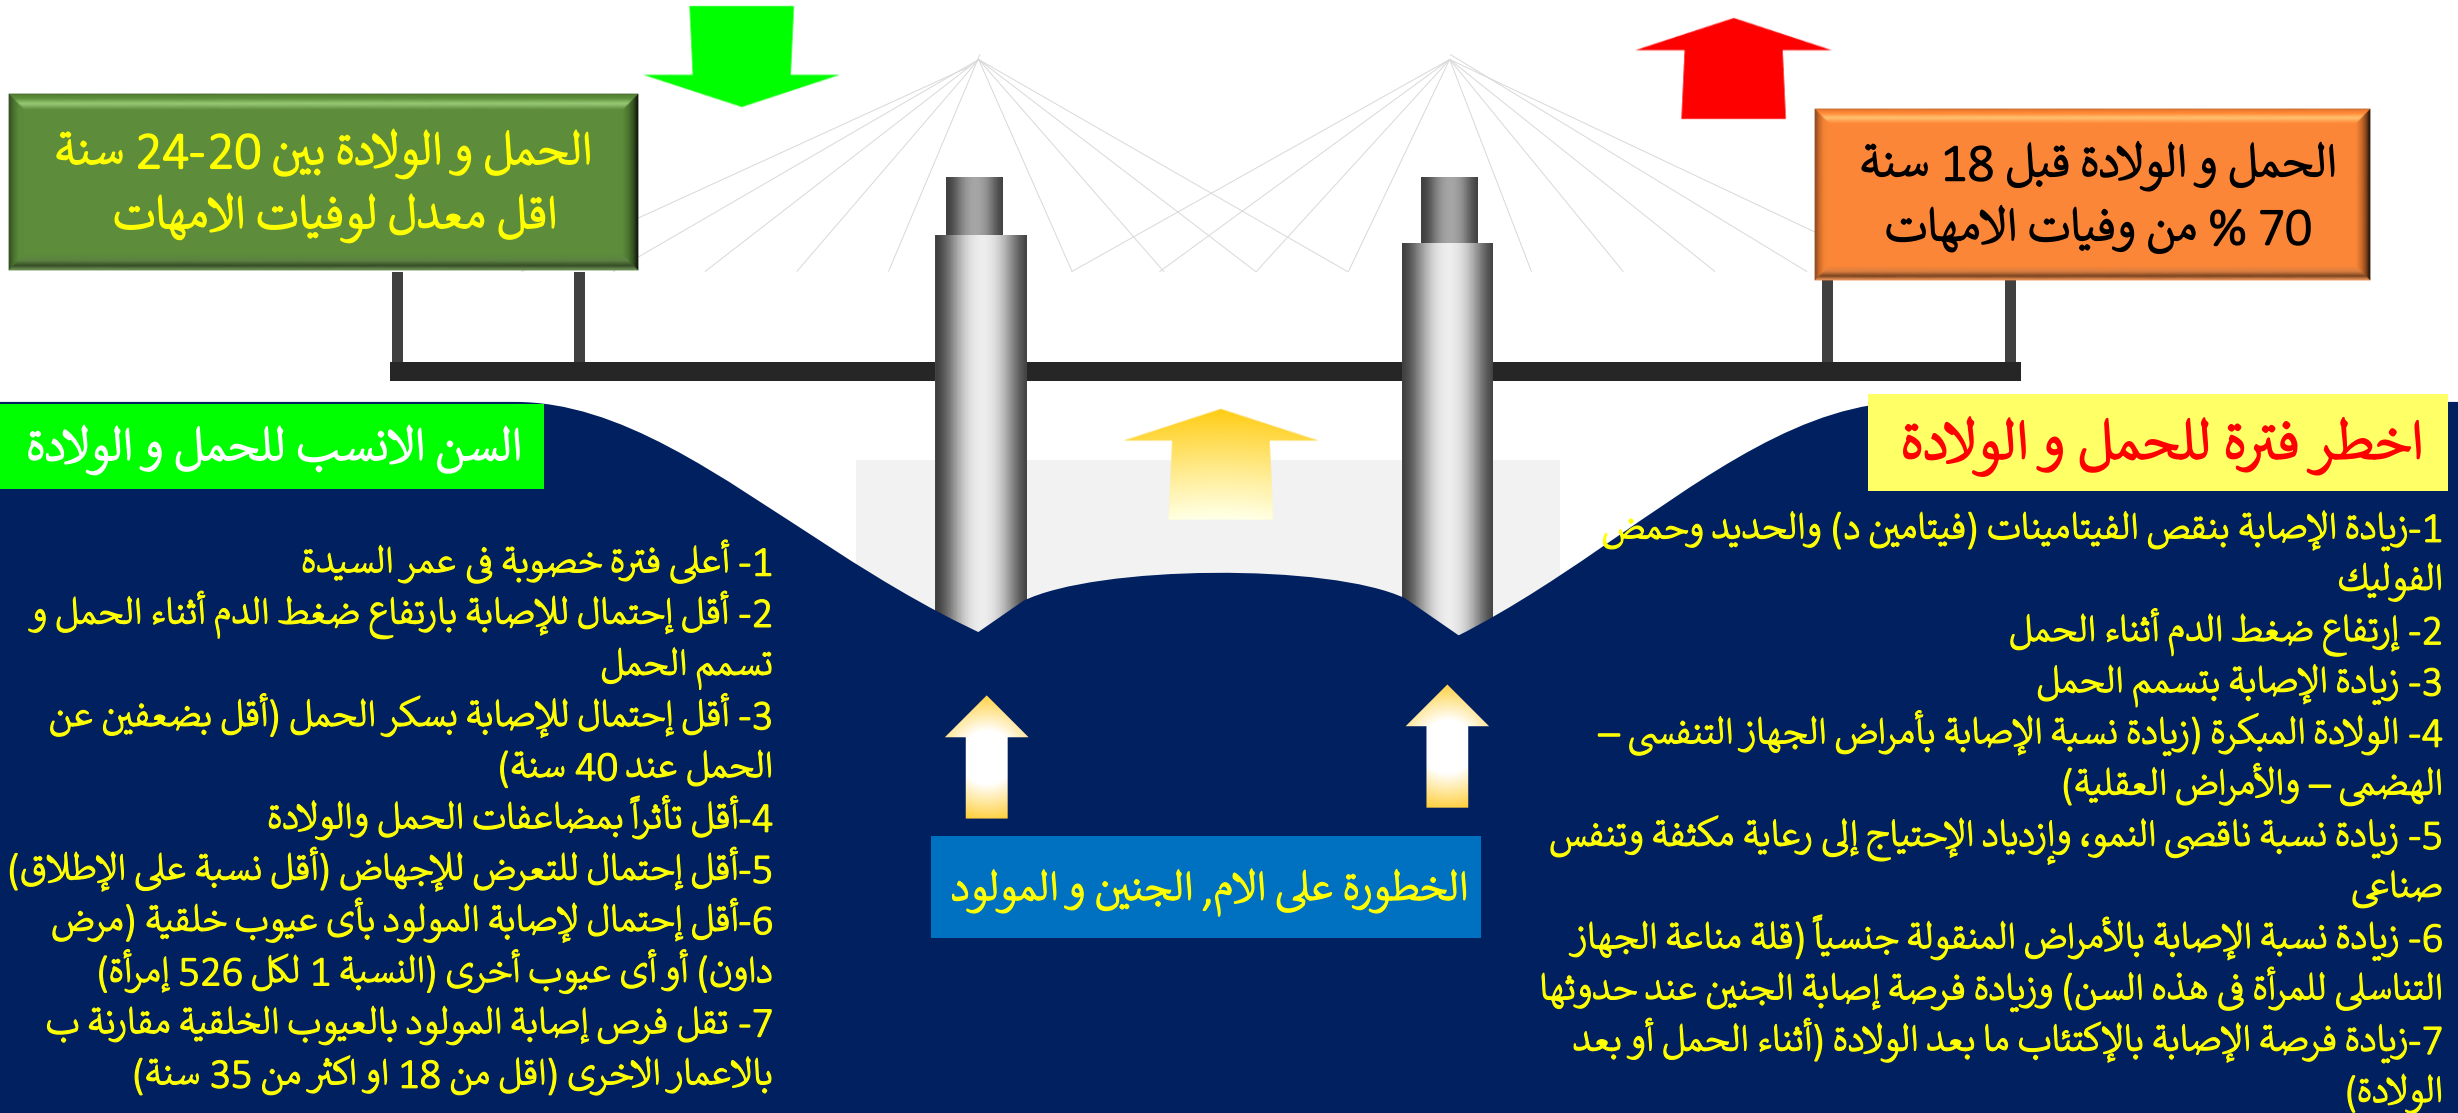 الحمل و الولادة قبل 18 سنة
70 % من وفيات الامهات
الحمل و الولادة بين 20-24 سنة
اقل معدل لوفيات الامهات
اخطر فترة للحمل و الولادة
1-زيادة الإصابة بنقص الفيتامينات (فيتامين د) والحديد وحمض
الفوليك
2- إرتفاع ضغط الدم أثناء الحمل
3- زيادة الإصابة بتسمم الحمل
4- الولادة المبكرة (زيادة نسبة الإصابة بأمراض الجهاز التنفسى –
الهضمى – والأمراض العقلية)
5- زيادة نسبة ناقصى النمو، وإزدياد الإحتياج إلى رعاية مكثفة وتنفس
صناعى
6- زيادة نسبة الإصابة بالأمراض المنقولة جنسياً (قلة مناعة الجهاز
التناسلى للمرأة فى هذه السن) وزيادة فرصة إصابة الجنين عند حدوثها
7-زيادة فرصة الإصابة بالإكتئاب ما بعد الولادة (أثناء الحمل أو بعد
الولادة)
السن الانسب للحمل و الولادة
1- أعلى فترة خصوبة فى عمر السيدة
2- أقل إحتمال للإصابة بارتفاع ضغط الدم أثناء الحمل و
تسمم الحمل
3- أقل إحتمال للإصابة بسكر الحمل (أقل بضعفين عن
الحمل عند 40 سنة)
4-أقل تأثراً بمضاعفات الحمل والولادة
5-أقل إحتمال للتعرض للإجهاض (أقل نسبة على الإطلاق)
6-أقل إحتمال لإصابة المولود بأى عيوب خلقية (مرض
داون) أو أى عيوب أخرى (النسبة 1 لكل 526 إمرأة)
7- تقل فرص إصابة المولود بالعيوب الخلقية مقارنة ب
بالاعمار الاخرى (اقل من 18 او اكثر من 35 سنة)
الخطورة على الام, الجنين و المولود